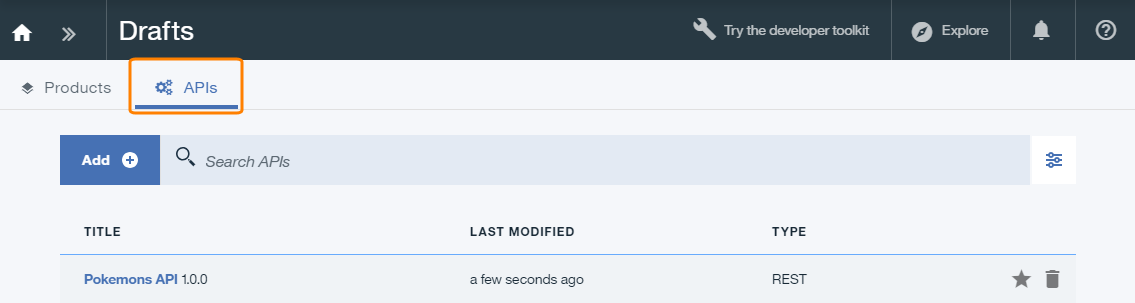 Drafts Try the developer toolkit Explore
Products APIs
Add Search APIs
TITLE LAST MODIFIED TYPE
Pokemons API 1.0.0 a few seconds ago REST